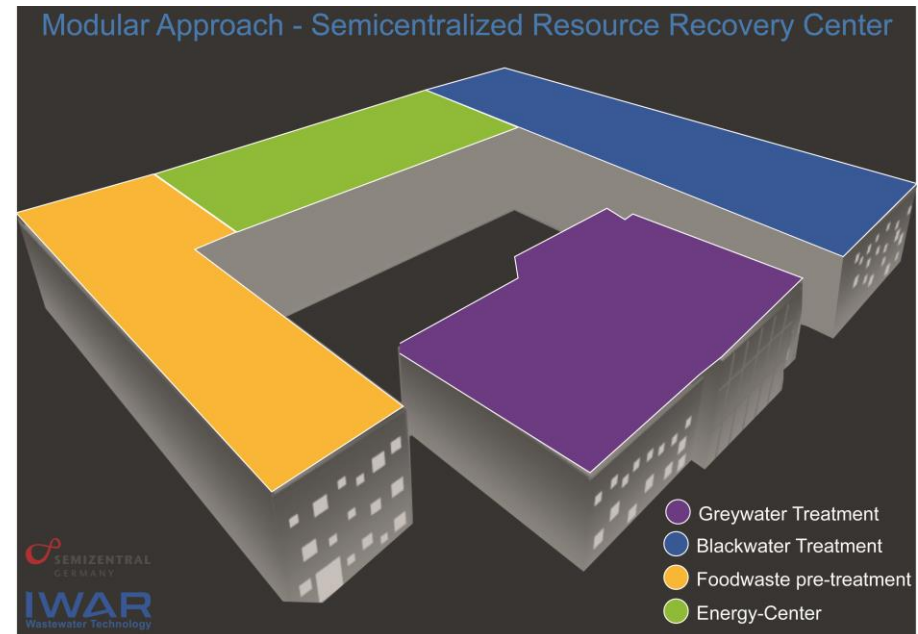 Modular Approach - Semicentralized Resource Recovery Center
Greywater Treatment
Blackwater Treatment
Foodwaste pre-treatment
Energy-Center
SEMIZENTRAL
GERMANY
IWAR
Wastewater Technology